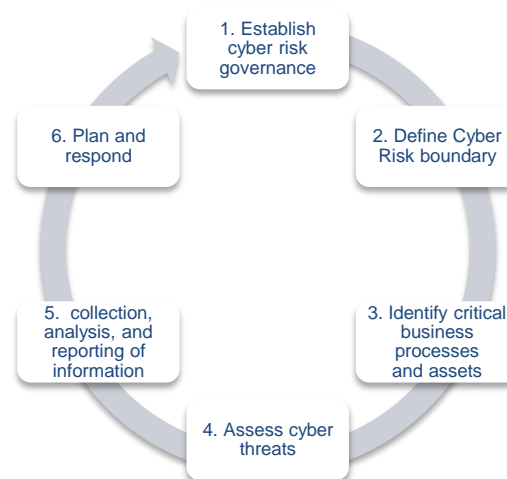 1. Establish
cyber risk
governance
2. Define Cyber
Risk boundary
3. Identify critical
business
processes
and assets
4. Assess cyber
threats
5. collection,
analysis, and
reporting of
information
6. Plan and
respond